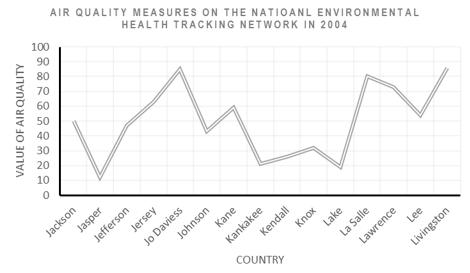 AIR QUALITY MEASURES ON THE NATIOANL ENVIRONMENTAL
HEALTH TRACKING NETWORK IN 2004
VALUE OF AIR QUALITY
100
90
80
70
60
50
40
30
20
10
0
Jackson
Jasper
Jefferson
Jersey
Jo Daviess
Johnson
Kane
Kankakee
Kendall
Knox
Lake
La Salle
Lawrence
Lee
Livingston
COUNTRY